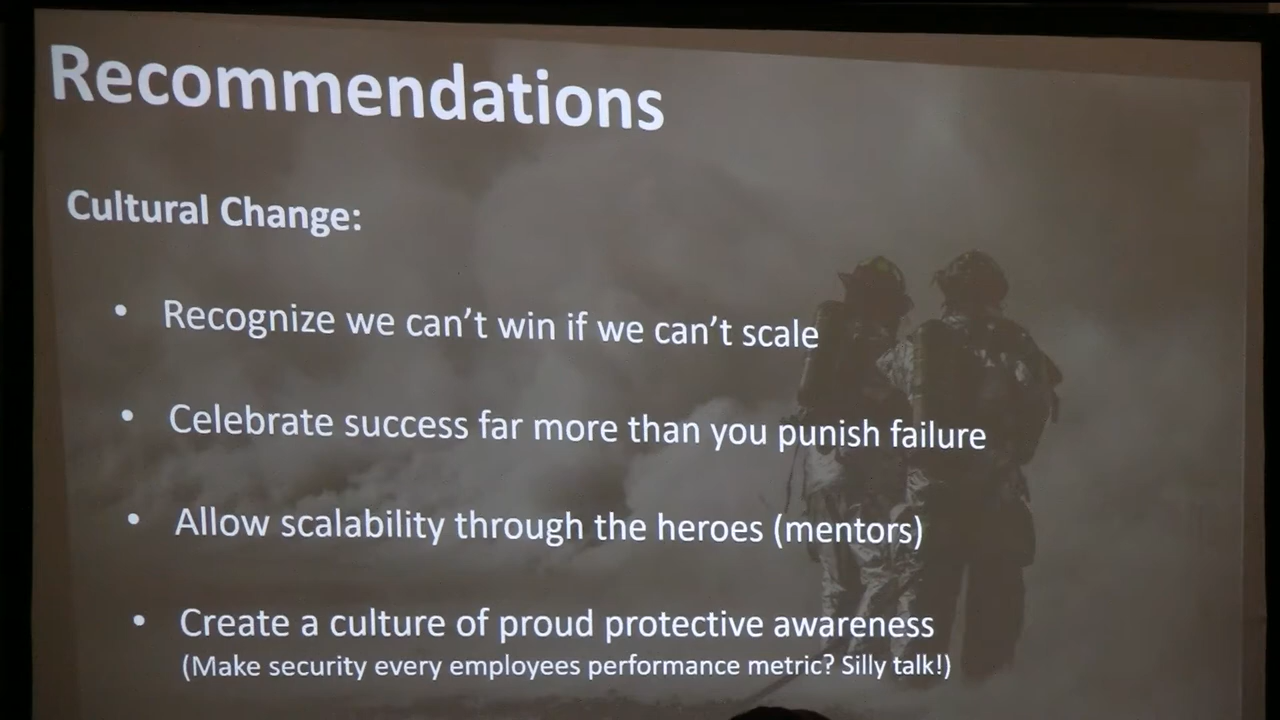 Recommendations
Cultural Change:
• Recognize we can't win if we can't scale
• Celebrate success far more than you punish failure
• Allow scalability through the heroes (mentors)
• Create a culture of proud protective awareness
(Make security every employees performance metric? Silly talk!)